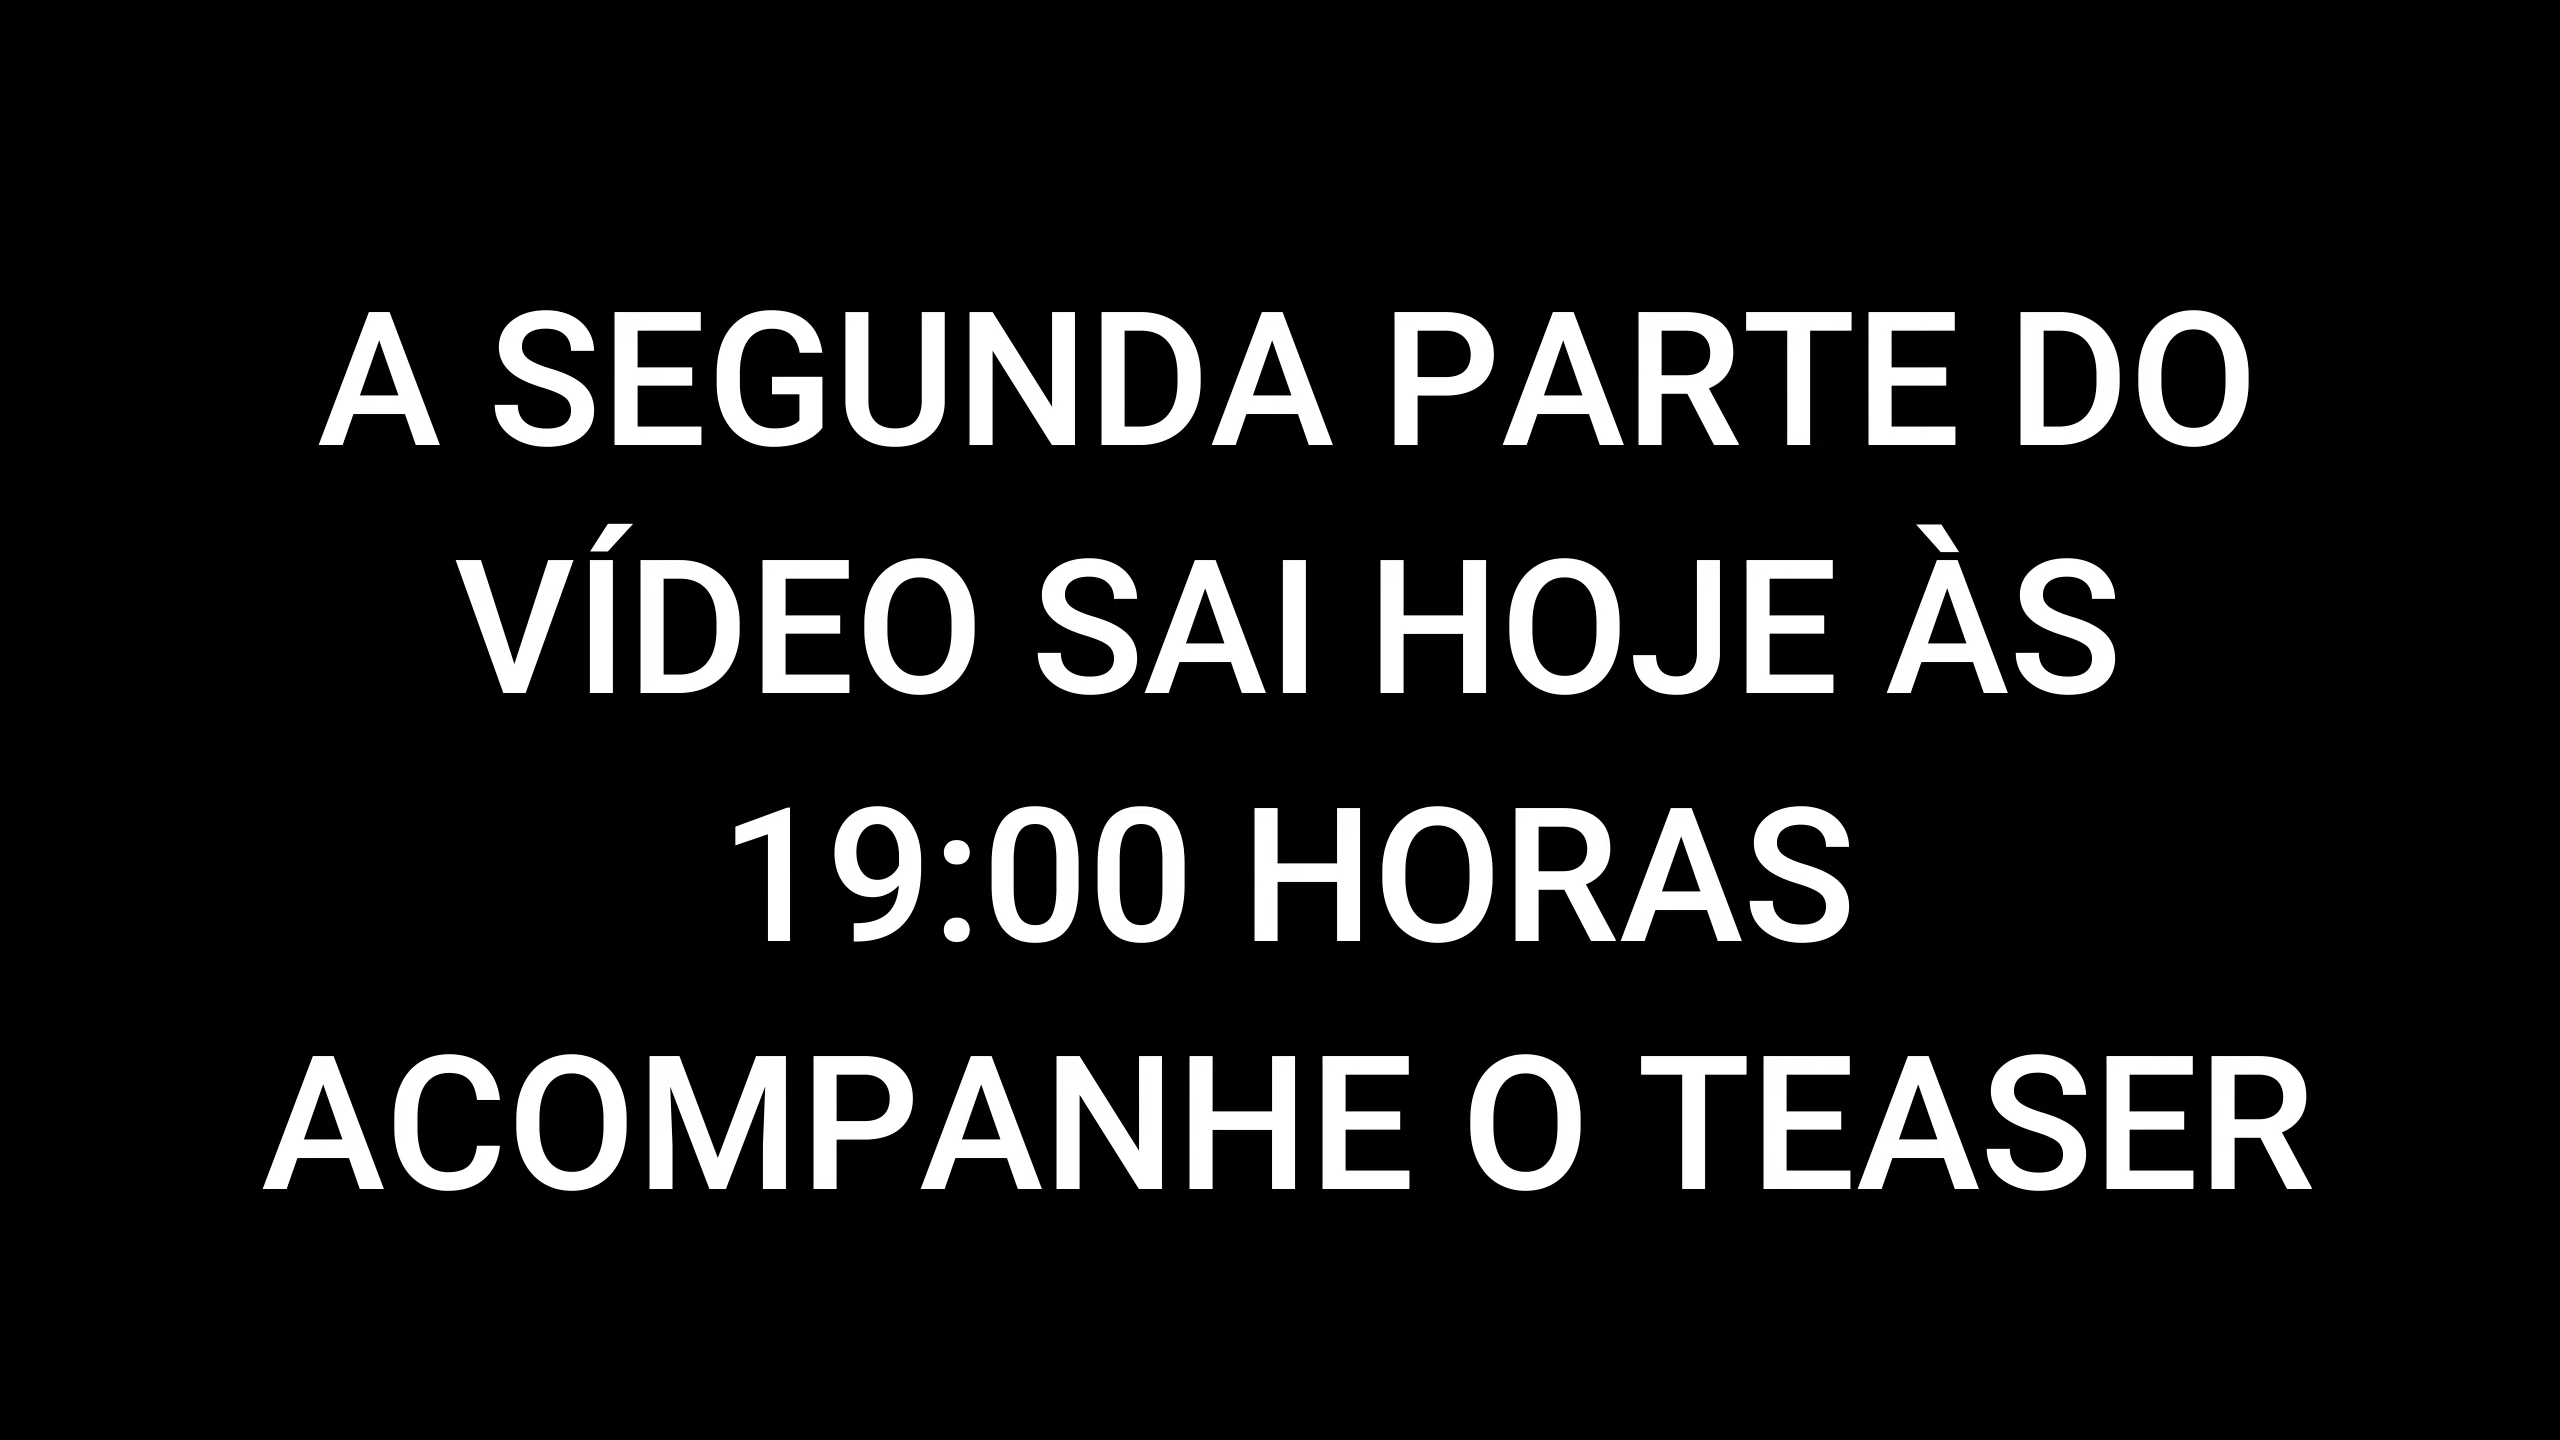 A SEGUNDA PARTE DO
VÍDEO SAI HOJE ÀS
19:00 HORAS
ACOMPANHE O TEASER